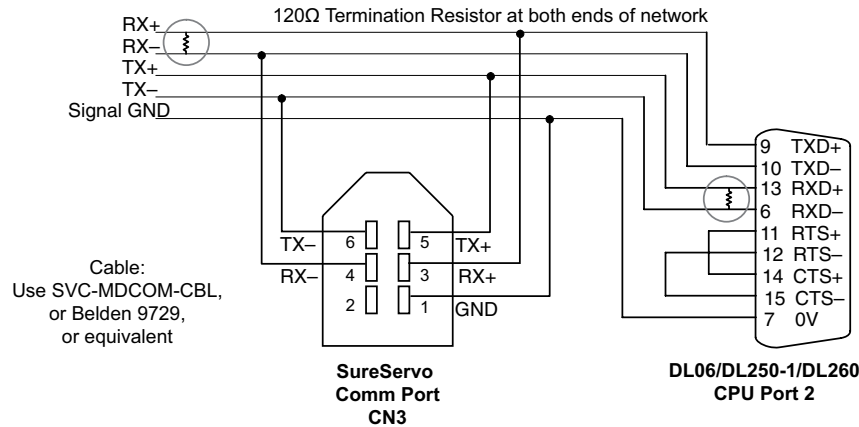 120Ω Termination Resistor at both ends of network
RX+
RX–
TX+
TX–
Signal GND
9 TXD+
10 TXD–
13 RXD+
6 RXD–
11 RTS+
12 RTS–
14 CTS+
15 CTS–
7 0V
TX– 6 5 TX+
RX– 4 3 RX+
2 1 GND
Cable:
Use SVC-MDCOM-CBL,
or Belden 9729,
or equivalent
SureServo
Comm Port
CN3
DL06/DL250-1/DL260
CPU Port 2